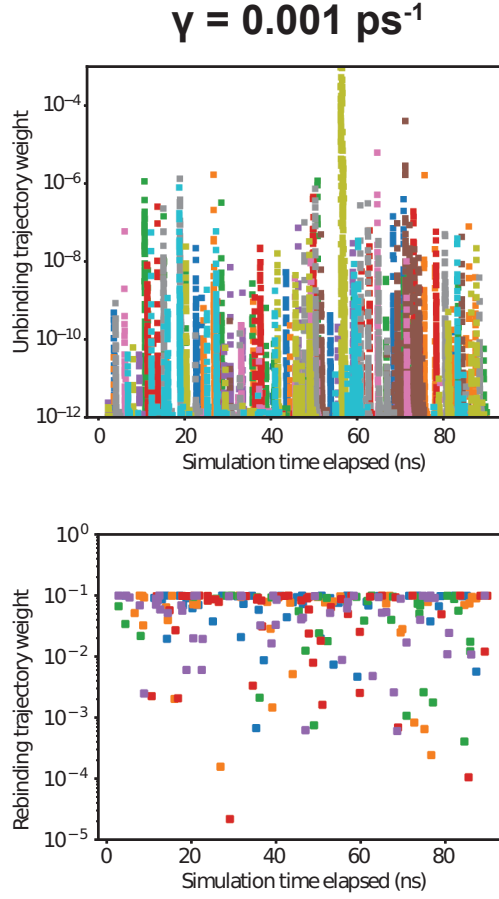 γ = 0.001 ps⁻¹
Unbinding trajectory weight
10⁻⁴
10⁻⁶
10⁻⁸
10⁻¹⁰
10⁻¹²
0 20 40 60 80
Simulation time elapsed (ns)
Rebinding trajectory weight
10⁰
10⁻¹
10⁻²
10⁻³
10⁻⁴
10⁻⁵
0 20 40 60 80
Simulation time elapsed (ns)